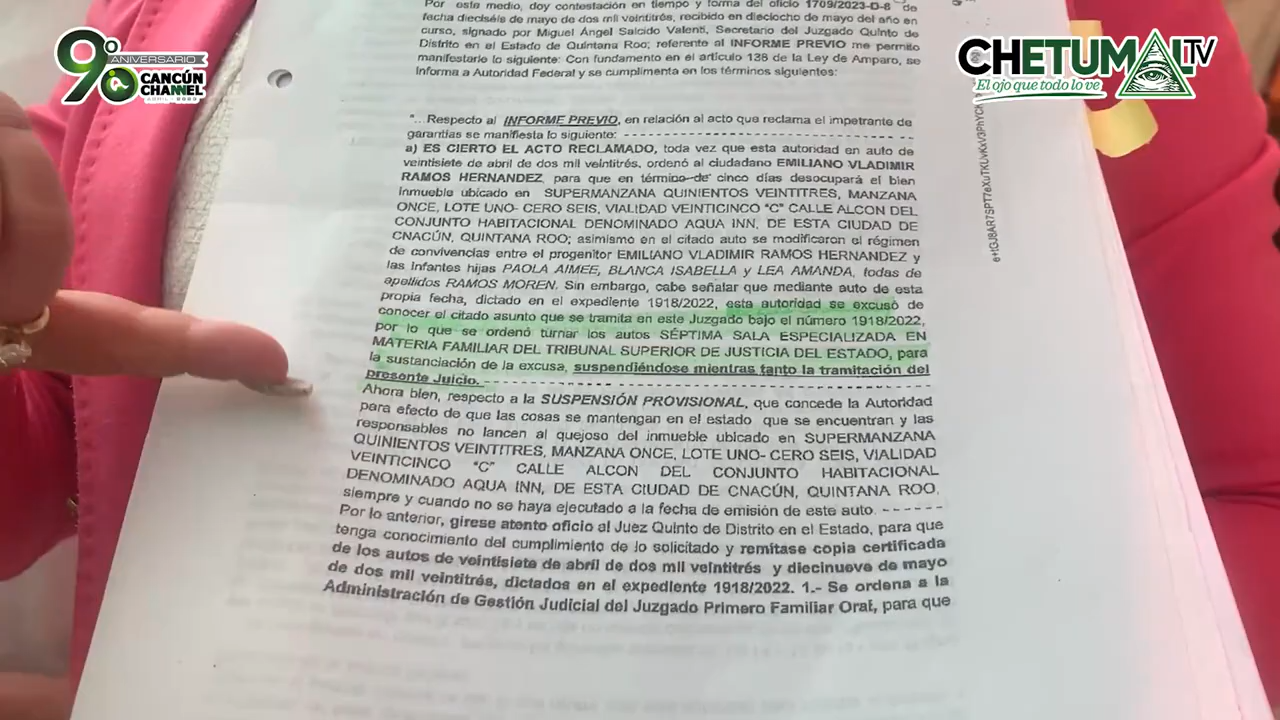 9º ANIVERSARIO
CANCÚN CHANNEL
ABRIL 2023
CHETUMAL TV
El ojo que todo lo ve
Por este medio, doy contestación en tiempo y forma del oficio 1709/2023-D-8 de
fecha dieciséis de mayo de dos mil veintitrés, recibido en dieciocho de mayo del año en
curso, signado por Miguel Ángel Salcido Valenti, Secretario del Juzgado Quinto de
Distrito en el Estado de Quintana Roo; referente al INFORME PREVIO me permito
manifestarle lo siguiente: Con fundamento en el artículo 138 de la Ley de Amparo, se
Informa a Autoridad Federal y se cumplimenta en los términos siguientes:
"...Respecto al INFORME PREVIO, en relación al acto que reclama el impetrante de
garantías se manifiesta lo siguiente: - - - - - - - - - - - - - - - - - - - - - - - - - - - - -
a) ES CIERTO EL ACTO RECLAMADO, toda vez que esta autoridad en auto de
veintisiete de abril de dos mil veintitrés, ordenó al ciudadano EMILIANO VLADIMIR
RAMOS HERNANDEZ, para que en término de cinco días desocupará el bien
inmueble ubicado en SUPERMANZANA QUINIENTOS VEINTITRES, MANZANA
ONCE, LOTE UNO- CERO SEIS, VIALIDAD VEINTICINCO "C" CALLE ALCON DEL
CONJUNTO HABITACIONAL DENOMINADO AQUA INN, DE ESTA CIUDAD DE
CNACÚN, QUINTANA ROO; asimismo en el citado auto se modificaron el régimen
de convivencias entre el progenitor EMILIANO VLADIMIR RAMOS HERNANDEZ y
las Infantes hijas PAOLA AIMEE, BLANCA ISABELLA y LEA AMANDA, todas de
apellidos RAMOS MOREN. Sin embargo, cabe señalar que mediante auto de esta
propia fecha, dictado en el expediente 1918/2022, esta autoridad se excusó de
conocer el citado asunto que se tramita en este Juzgado bajo el número 1918/2022,
por lo que se ordenó turnar los autos SÉPTIMA SALA ESPECIALIZADA EN
MATERIA FAMILIAR DEL TRIBUNAL SUPERIOR DE JUSTICIA DEL ESTADO, para
la sustanciación de la excusa, suspendiéndose mientras tanto la tramitación del
Presente Juicio. - - - - - - - - - - - - - - - - - - - - - - - - - - - - - - - - - - - - - - - -
Ahora bien, respecto a la SUSPENSIÓN PROVISIONAL, que concede la Autoridad
para efecto de que las cosas se mantengan en el estado que se encuentran y las
responsables no lancen al quejoso del inmueble ubicado en SUPERMANZANA
QUINIENTOS VEINTITRES, MANZANA ONCE, LOTE UNO- CERO SEIS, VIALIDAD
VEINTICINCO "C" CALLE ALCON DEL CONJUNTO HABITACIONAL
DENOMINADO AQUA INN, DE ESTA CIUDAD DE CNACÚN, QUINTANA ROO,
siempre y cuando no se haya ejecutado a la fecha de emisión de este auto. - - - - - -
Por lo anterior, gírese atento oficio al Juez Quinto de Distrito en el Estado, para que
tenga conocimiento del cumplimiento de lo solicitado y remítase copia certificada
de los autos de veintisiete de abril de dos mil veintitrés y diecinueve de mayo
de dos mil veintitrés, dictados en el expediente 1918/2022. 1.- Se ordena a la
Administración de Gestión Judicial del Juzgado Primero Familiar Oral, para que